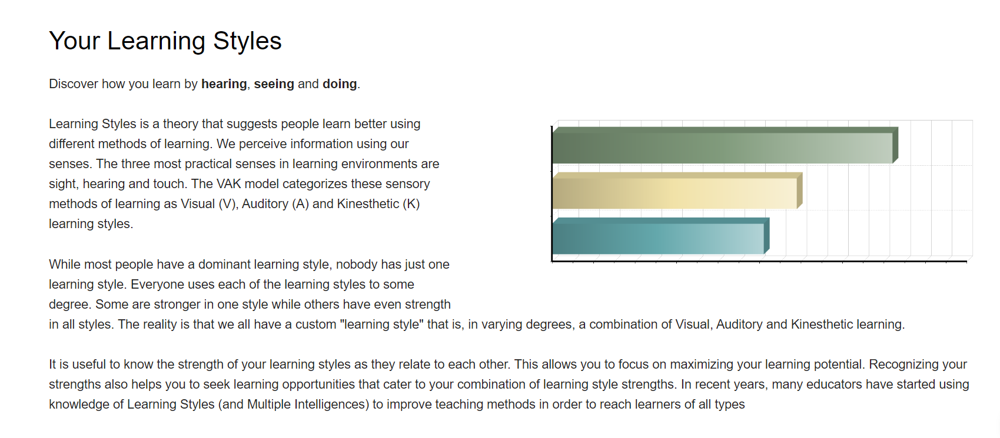 Your Learning Styles
Discover how you learn by hearing, seeing and doing.
Learning Styles is a theory that suggests people learn better using
different methods of learning. We perceive information using our
senses. The three most practical senses in learning environments are
sight, hearing and touch. The VAK model categorizes these sensory
methods of learning as Visual (V), Auditory (A) and Kinesthetic (K)
learning styles.
While most people have a dominant learning style, nobody has just one
learning style. Everyone uses each of the learning styles to some
degree. Some are stronger in one style while others have even strength
in all styles. The reality is that we all have a custom "learning style" that is, in varying degrees, a combination of Visual, Auditory and Kinesthetic learning.
It is useful to know the strength of your learning styles as they relate to each other. This allows you to focus on maximizing your learning potential. Recognizing your
strengths also helps you to seek learning opportunities that cater to your combination of learning style strengths. In recent years, many educators have started using
knowledge of Learning Styles (and Multiple Intelligences) to improve teaching methods in order to reach learners of all types